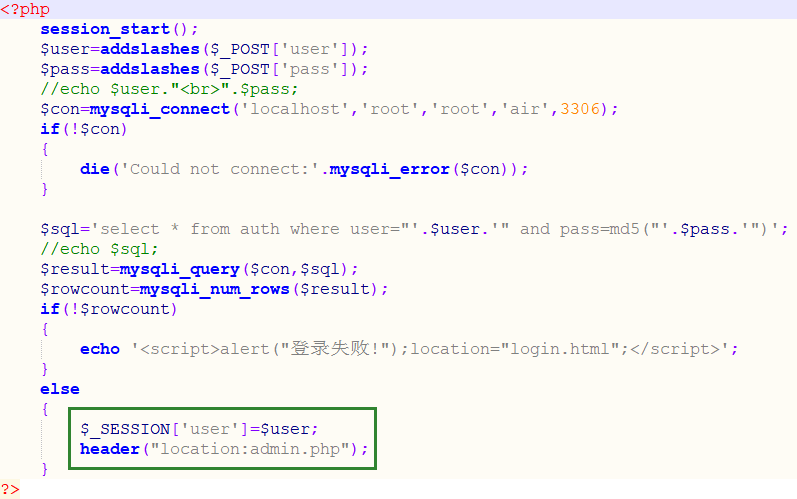 <?php
session_start();
$user=addslashes($_POST['user']);
$pass=addslashes($_POST['pass']);
//echo $user."<br>".$pass;
$con=mysqli_connect('localhost','root','root','air',3306);
if(!$con)
{
die('Could not connect:'.mysqli_error($con));
}
$sql='select * from auth where user="'.$user.'" and pass=md5("'.$pass.'")';
//echo $sql;
$result=mysqli_query($con,$sql);
$rowcount=mysqli_num_rows($result);
if(!$rowcount)
{
echo '<script>alert("登录失败!");location="login.html";</script>';
}
else
{
$_SESSION['user']=$user;
header("location:admin.php");
}
?>